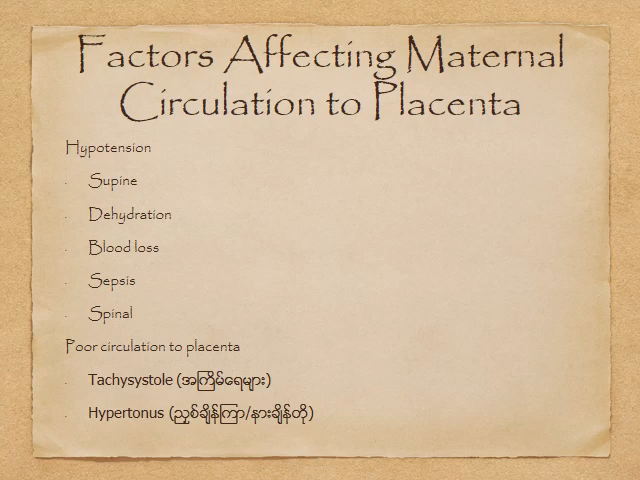 Factors Affecting Maternal
Circulation to Placenta
Hypotension
Supine
Dehydration
Blood loss
Sepsis
Spinal
Poor circulation to placenta
Tachysystole (အကြိမ်ရေများ)
Hypertonus (ညှစ်ချိန်ကြာ/နားချိန်တို)